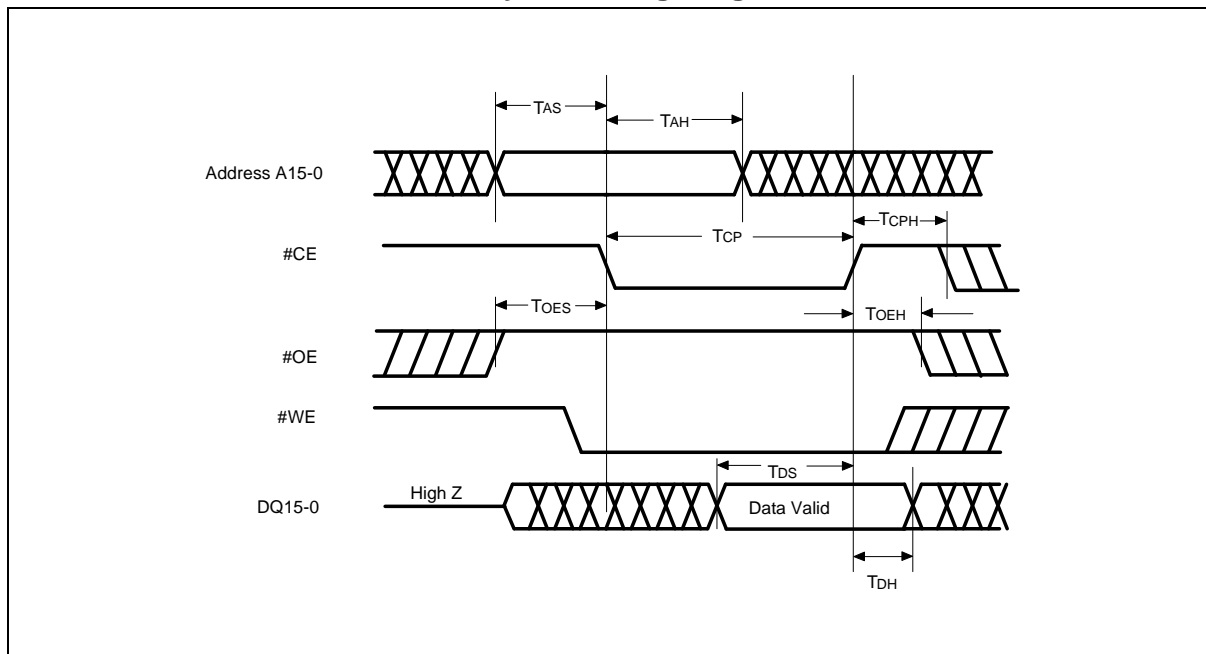 TAS
TAH
Address A15-0
TCPH
TCP
#CE
TOES
TOEH
#OE
#WE
TDS
High Z
DQ15-0
Data Valid
TDH